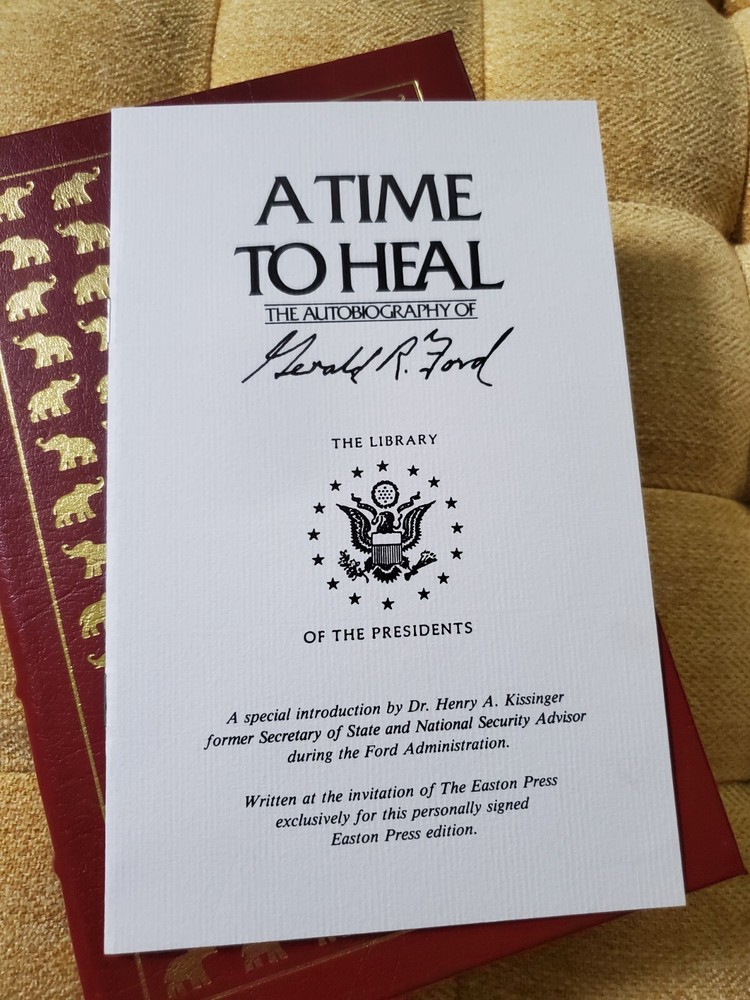 A TIME
TO HEAL
THE AUTOBIOGRAPHY OF
Gerald R. Ford
THE LIBRARY
OF THE PRESIDENTS
A special introduction by Dr. Henry A. Kissinger
former Secretary of State and National Security Advisor
during the Ford Administration.
Written at the invitation of The Easton Press
exclusively for this personally signed
Easton Press edition.